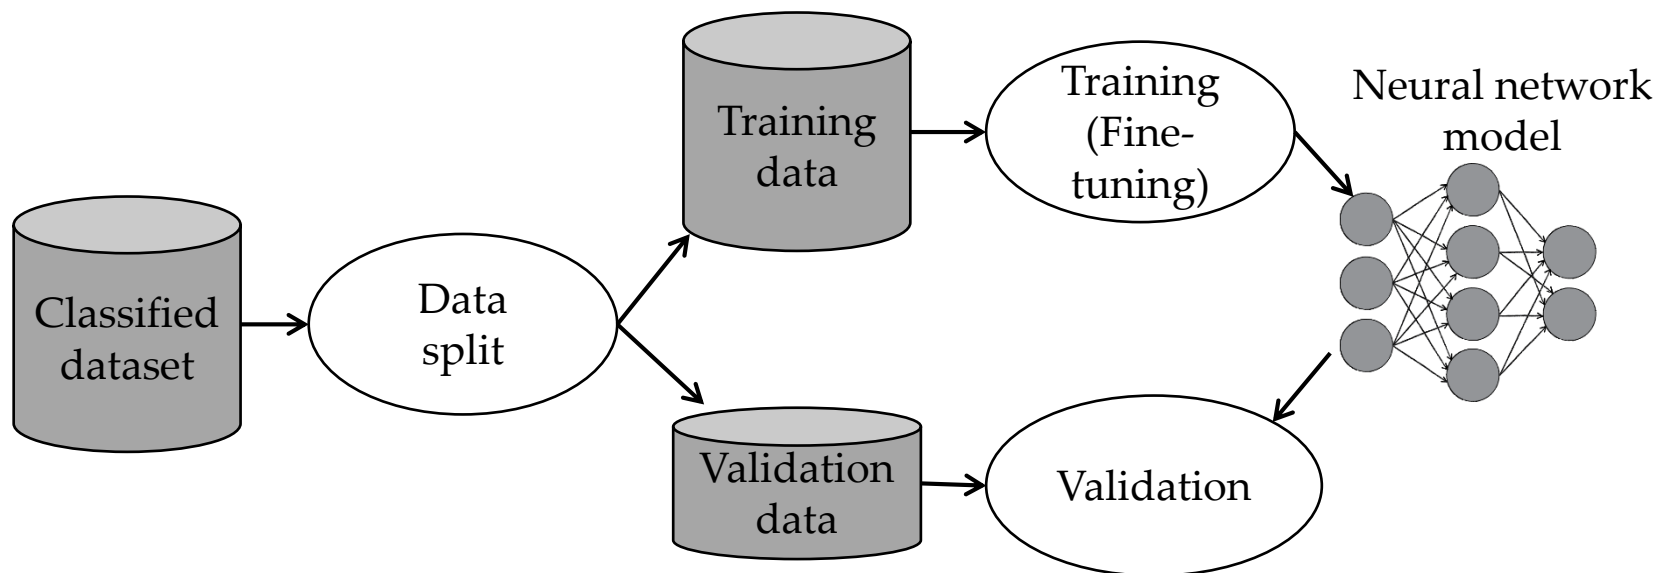 Classified
dataset
Data
split
Training
data
Training
(Fine-
tuning)
Neural network
model
Validation
data
Validation